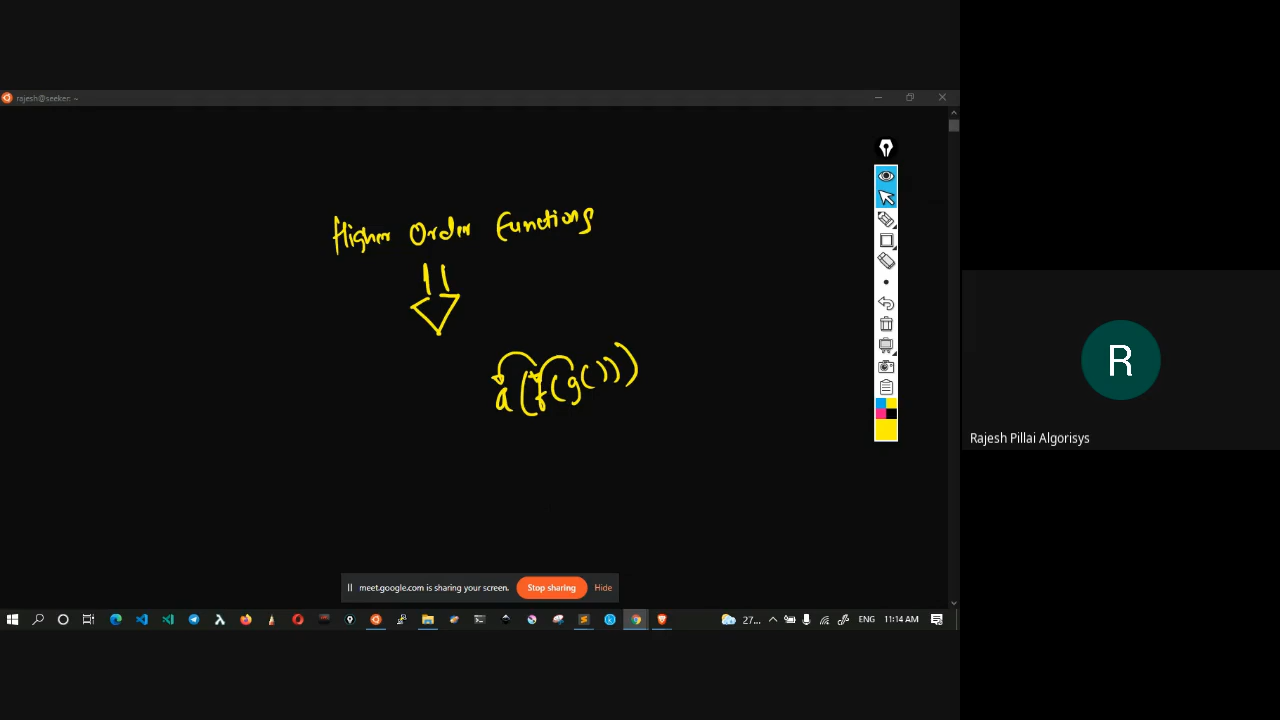 rajesh@seeker: ~
Higher Order Functions
a(f(g()))
R
Rajesh Pillai Algorisys
meet.google.com is sharing your screen.
Stop sharing
Hide
27...
ENG
11:14 AM